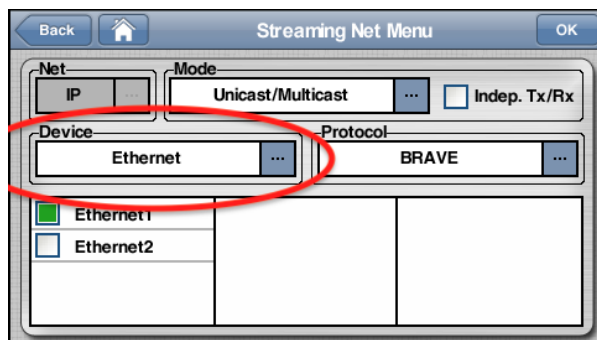 Back
Streaming Net Menu
OK
Net
IP
...
Mode
Unicast/Multicast
...
Indep. Tx/Rx
Device
Ethernet
...
Protocol
BRAVE
...
Ethernet1
Ethernet2